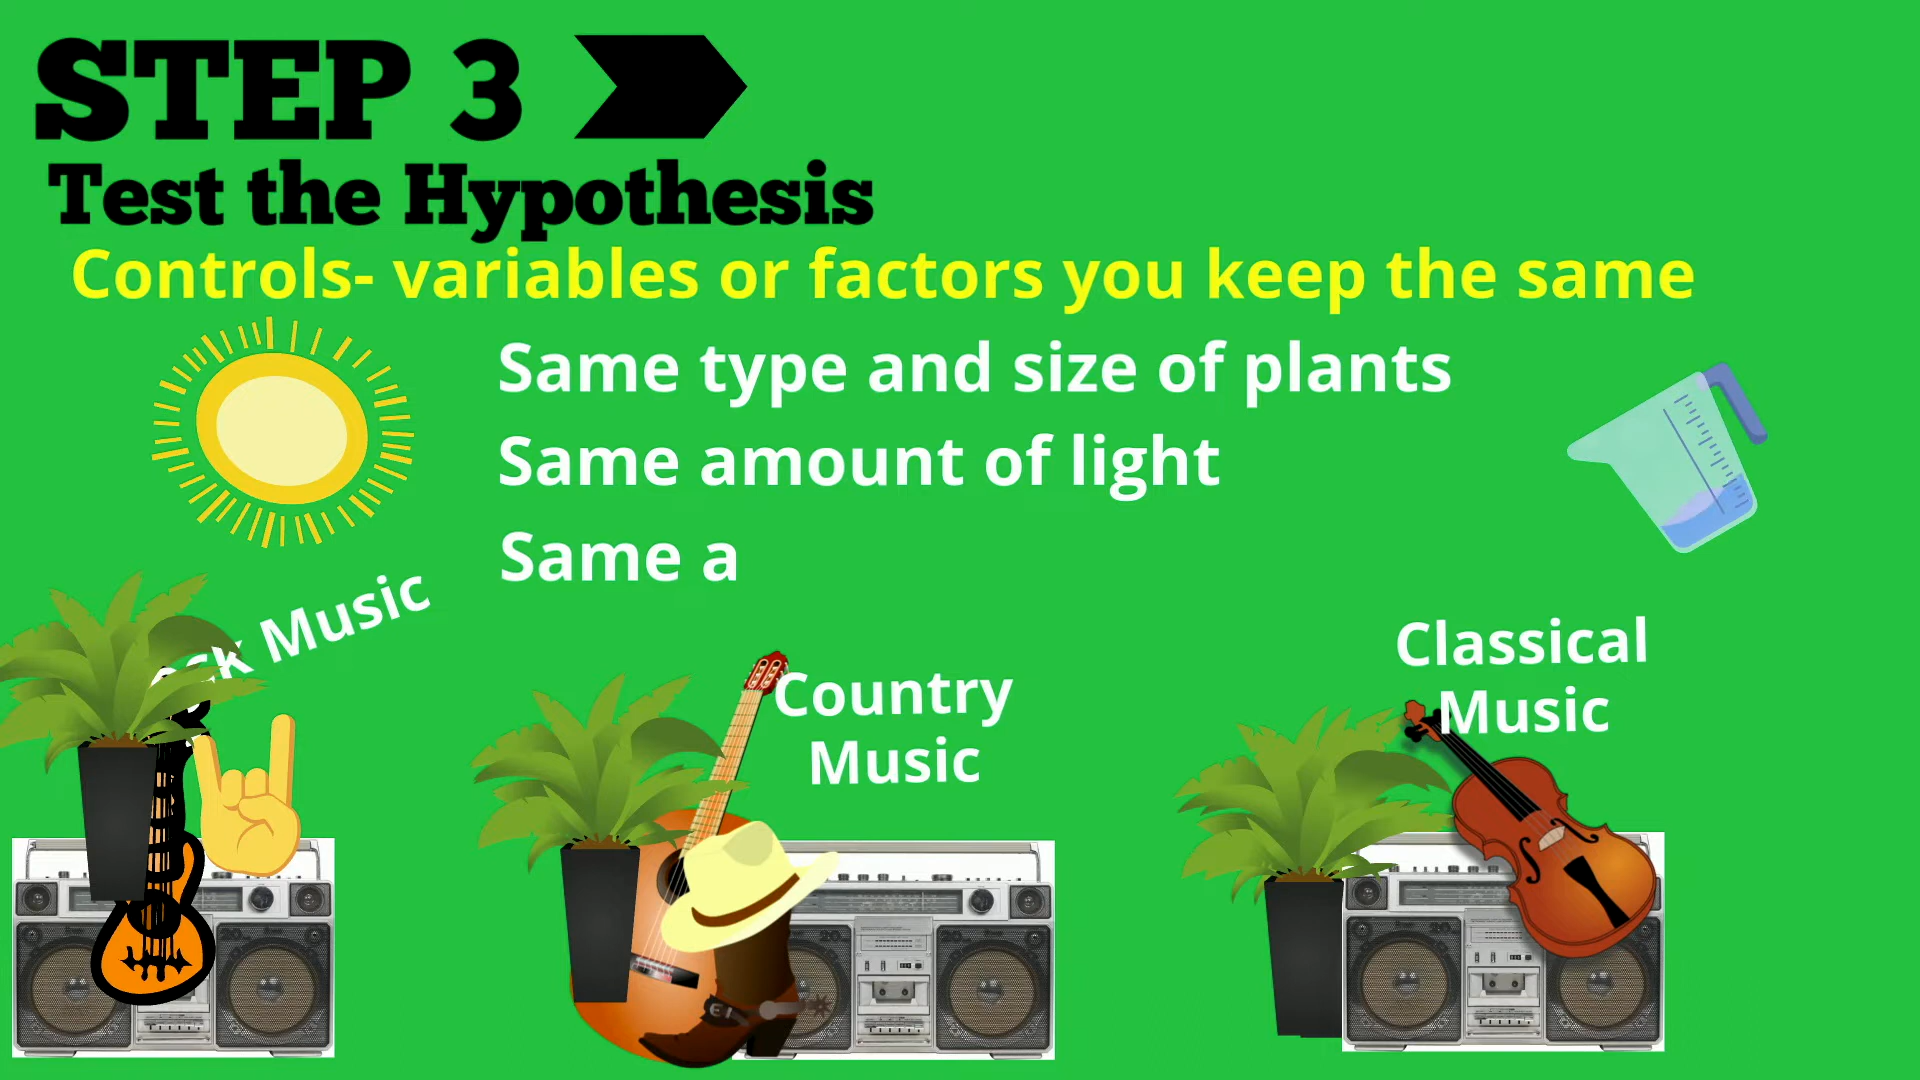 STEP 3
Test the Hypothesis
Controls- variables or factors you keep the same
Same type and size of plants
Same amount of light
Same a
Music
Country
Music
Classical
Music